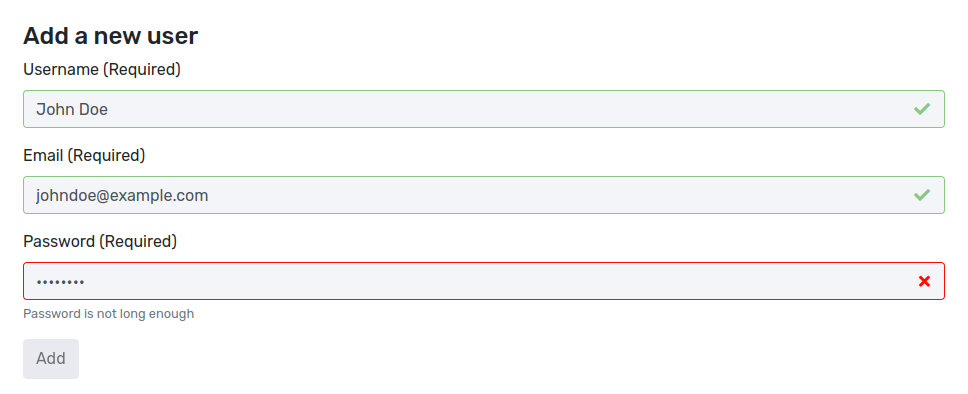 Add a new user
Username (Required)
John Doe
Email (Required)
johndoe@example.com
Password (Required)
••••••••
Password is not long enough
Add